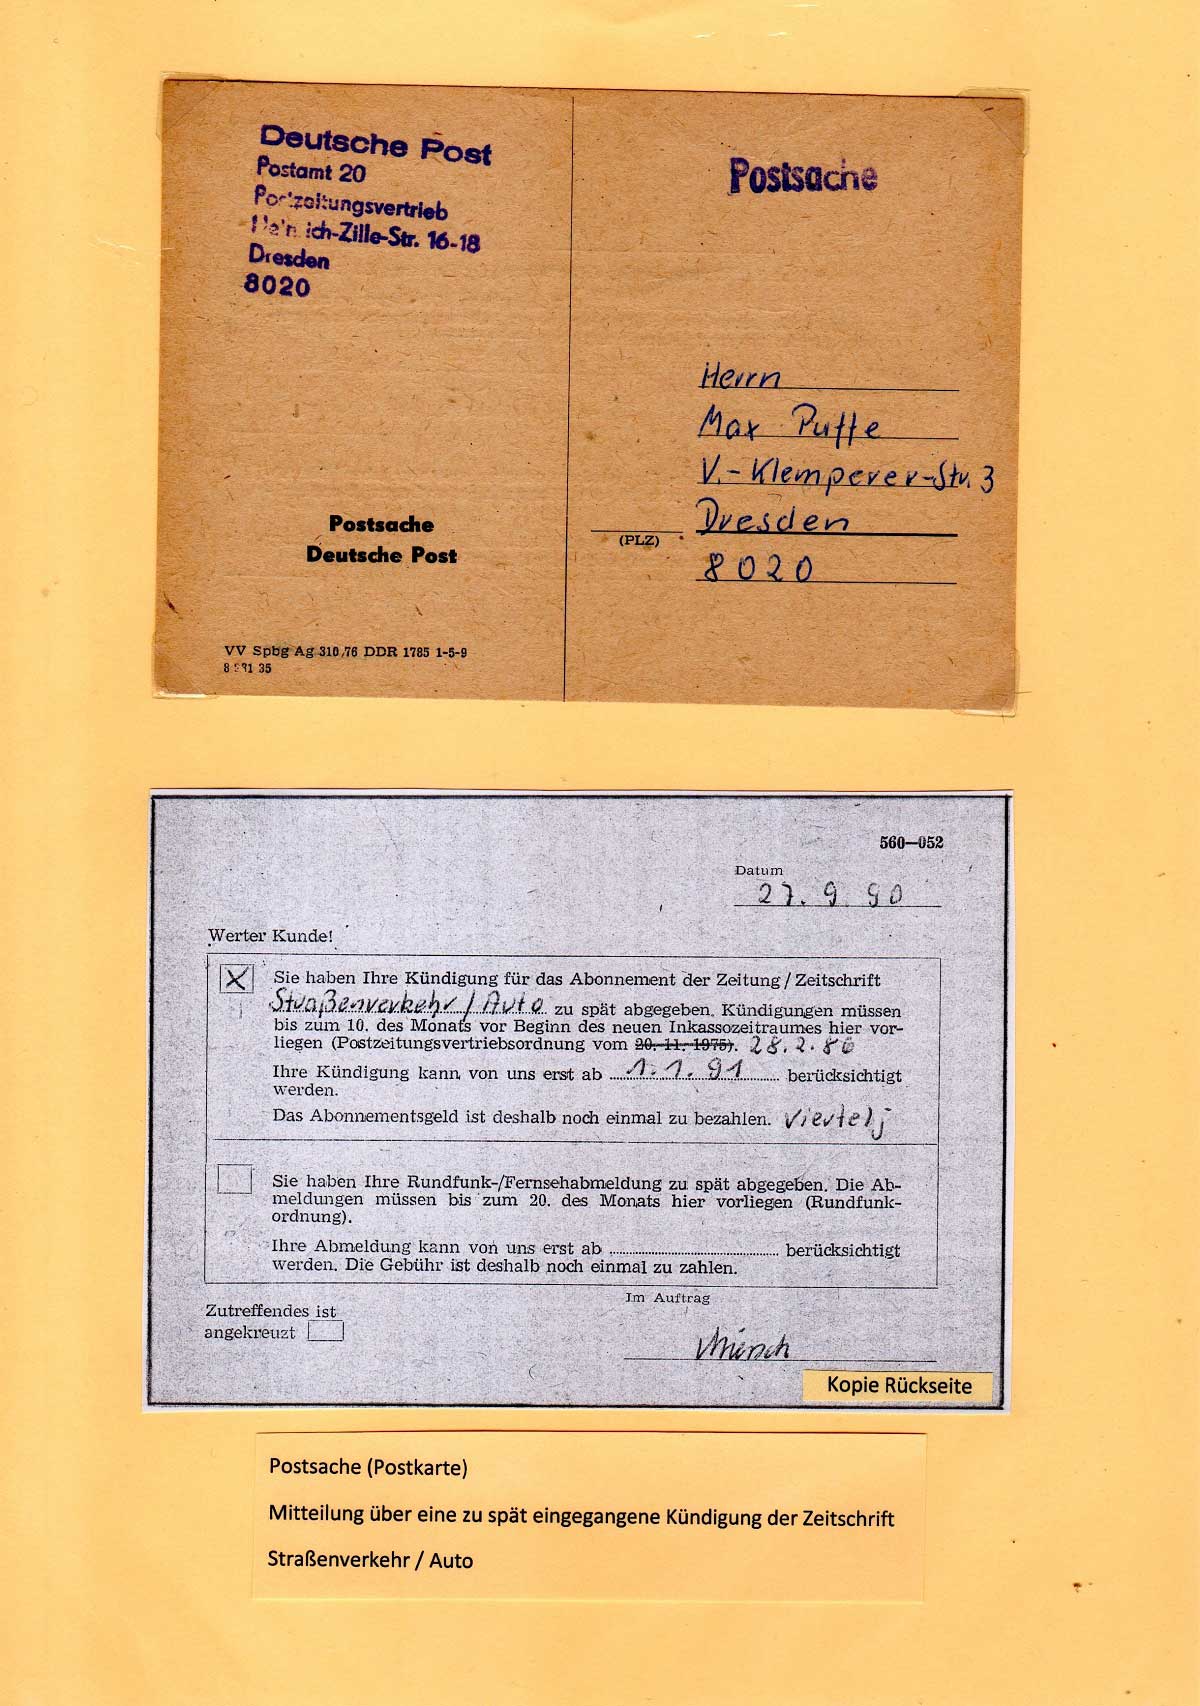 Deutsche Post
Postamt 20
Postzeitungsvertrieb
Heinrich-Zille-Str. 16-18
Dresden
8020
Postsache
Herrn
Max Puffe
V.-Klemperer-Str. 3
Dresden
(PLZ)
8020
Postsache
Deutsche Post
VV Spbg Ag 310/76 DDR 1785 1-5-9
35
560—052
Datum
27. 9. 90
Werter Kunde!
X Sie haben Ihre Kündigung für das Abonnement der Zeitung / Zeitschrift
Straßenverkehr / Auto zu spät abgegeben. Kündigungen müssen
bis zum 10. des Monats vor Beginn des neuen Inkassozeitraumes hier vor-
liegen (Postzeitungsvertriebsordnung vom 20. 11. 1975). 28.2.86
Ihre Kündigung kann von uns erst ab 1.1.91 berücksichtigt
werden.
Das Abonnementsgeld ist deshalb noch einmal zu bezahlen. Viertelj
Sie haben Ihre Rundfunk-/Fernsehabmeldung zu spät abgegeben. Die Ab-
meldungen müssen bis zum 20. des Monats hier vorliegen (Rundfunk-
ordnung).
Ihre Abmeldung kann von uns erst ab berücksichtigt
werden. Die Gebühr ist deshalb noch einmal zu zahlen.
Zutreffendes ist
angekreuzt
Im Auftrag
Kopie Rückseite
Postsache (Postkarte)
Mitteilung über eine zu spät eingegangene Kündigung der Zeitschrift
Straßenverkehr / Auto